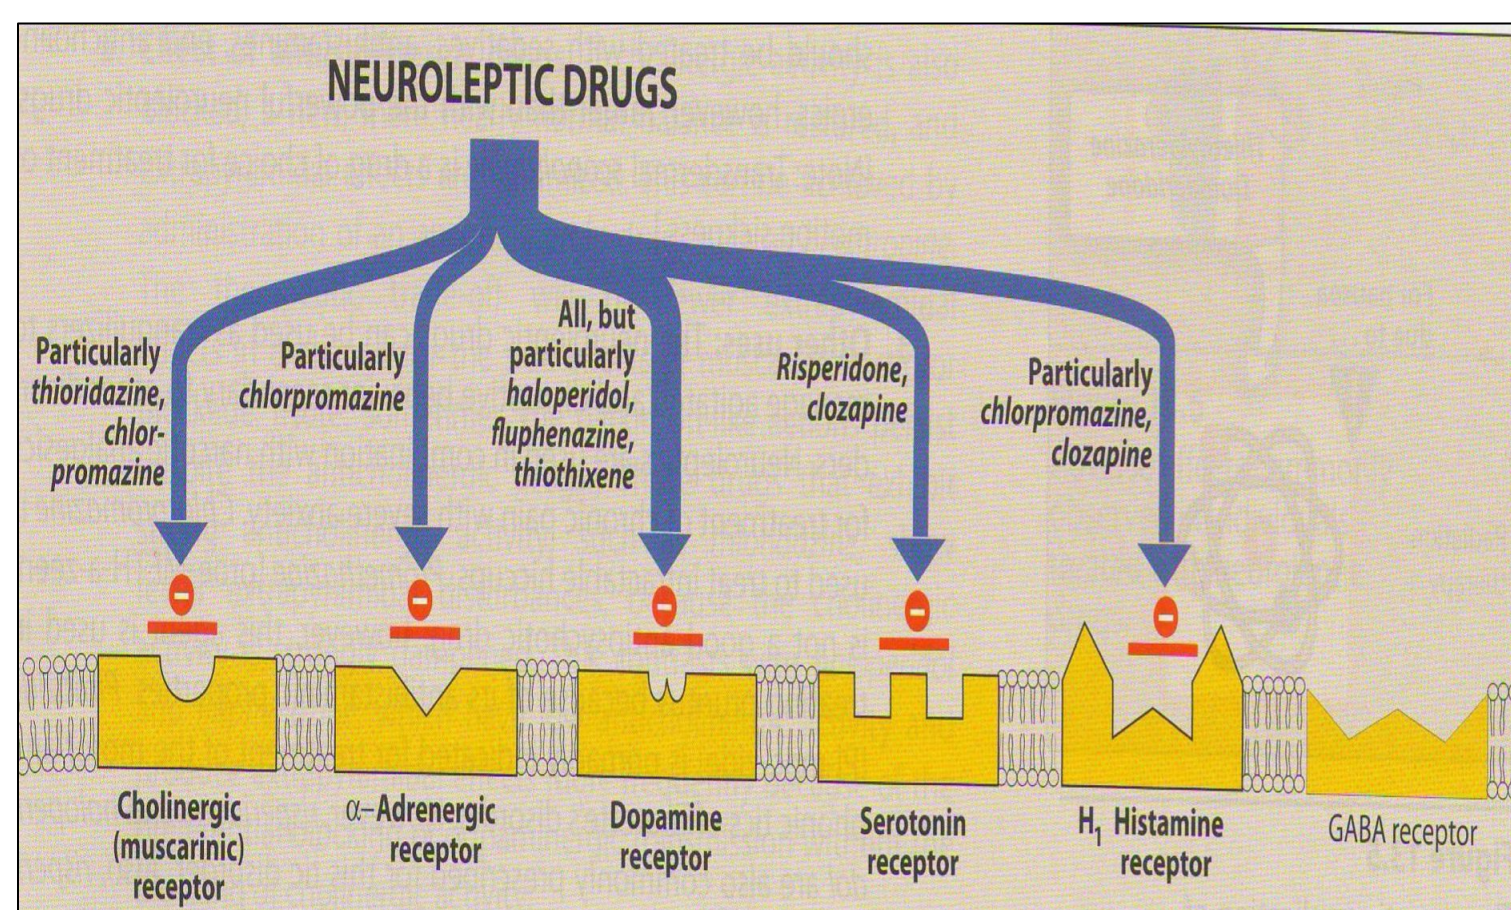 NEUROLEPTIC DRUGS
Particularly
thioridazine,
chlor-
promazine
Particularly
chlorpromazine
All, but
particularly
haloperidol,
fluphenazine,
thiothixene
Risperidone,
clozapine
Particularly
chlorpromazine,
clozapine
Cholinergic
(muscarinic)
receptor
α–Adrenergic
receptor
Dopamine
receptor
Serotonin
receptor
H₁ Histamine
receptor
GABA receptor